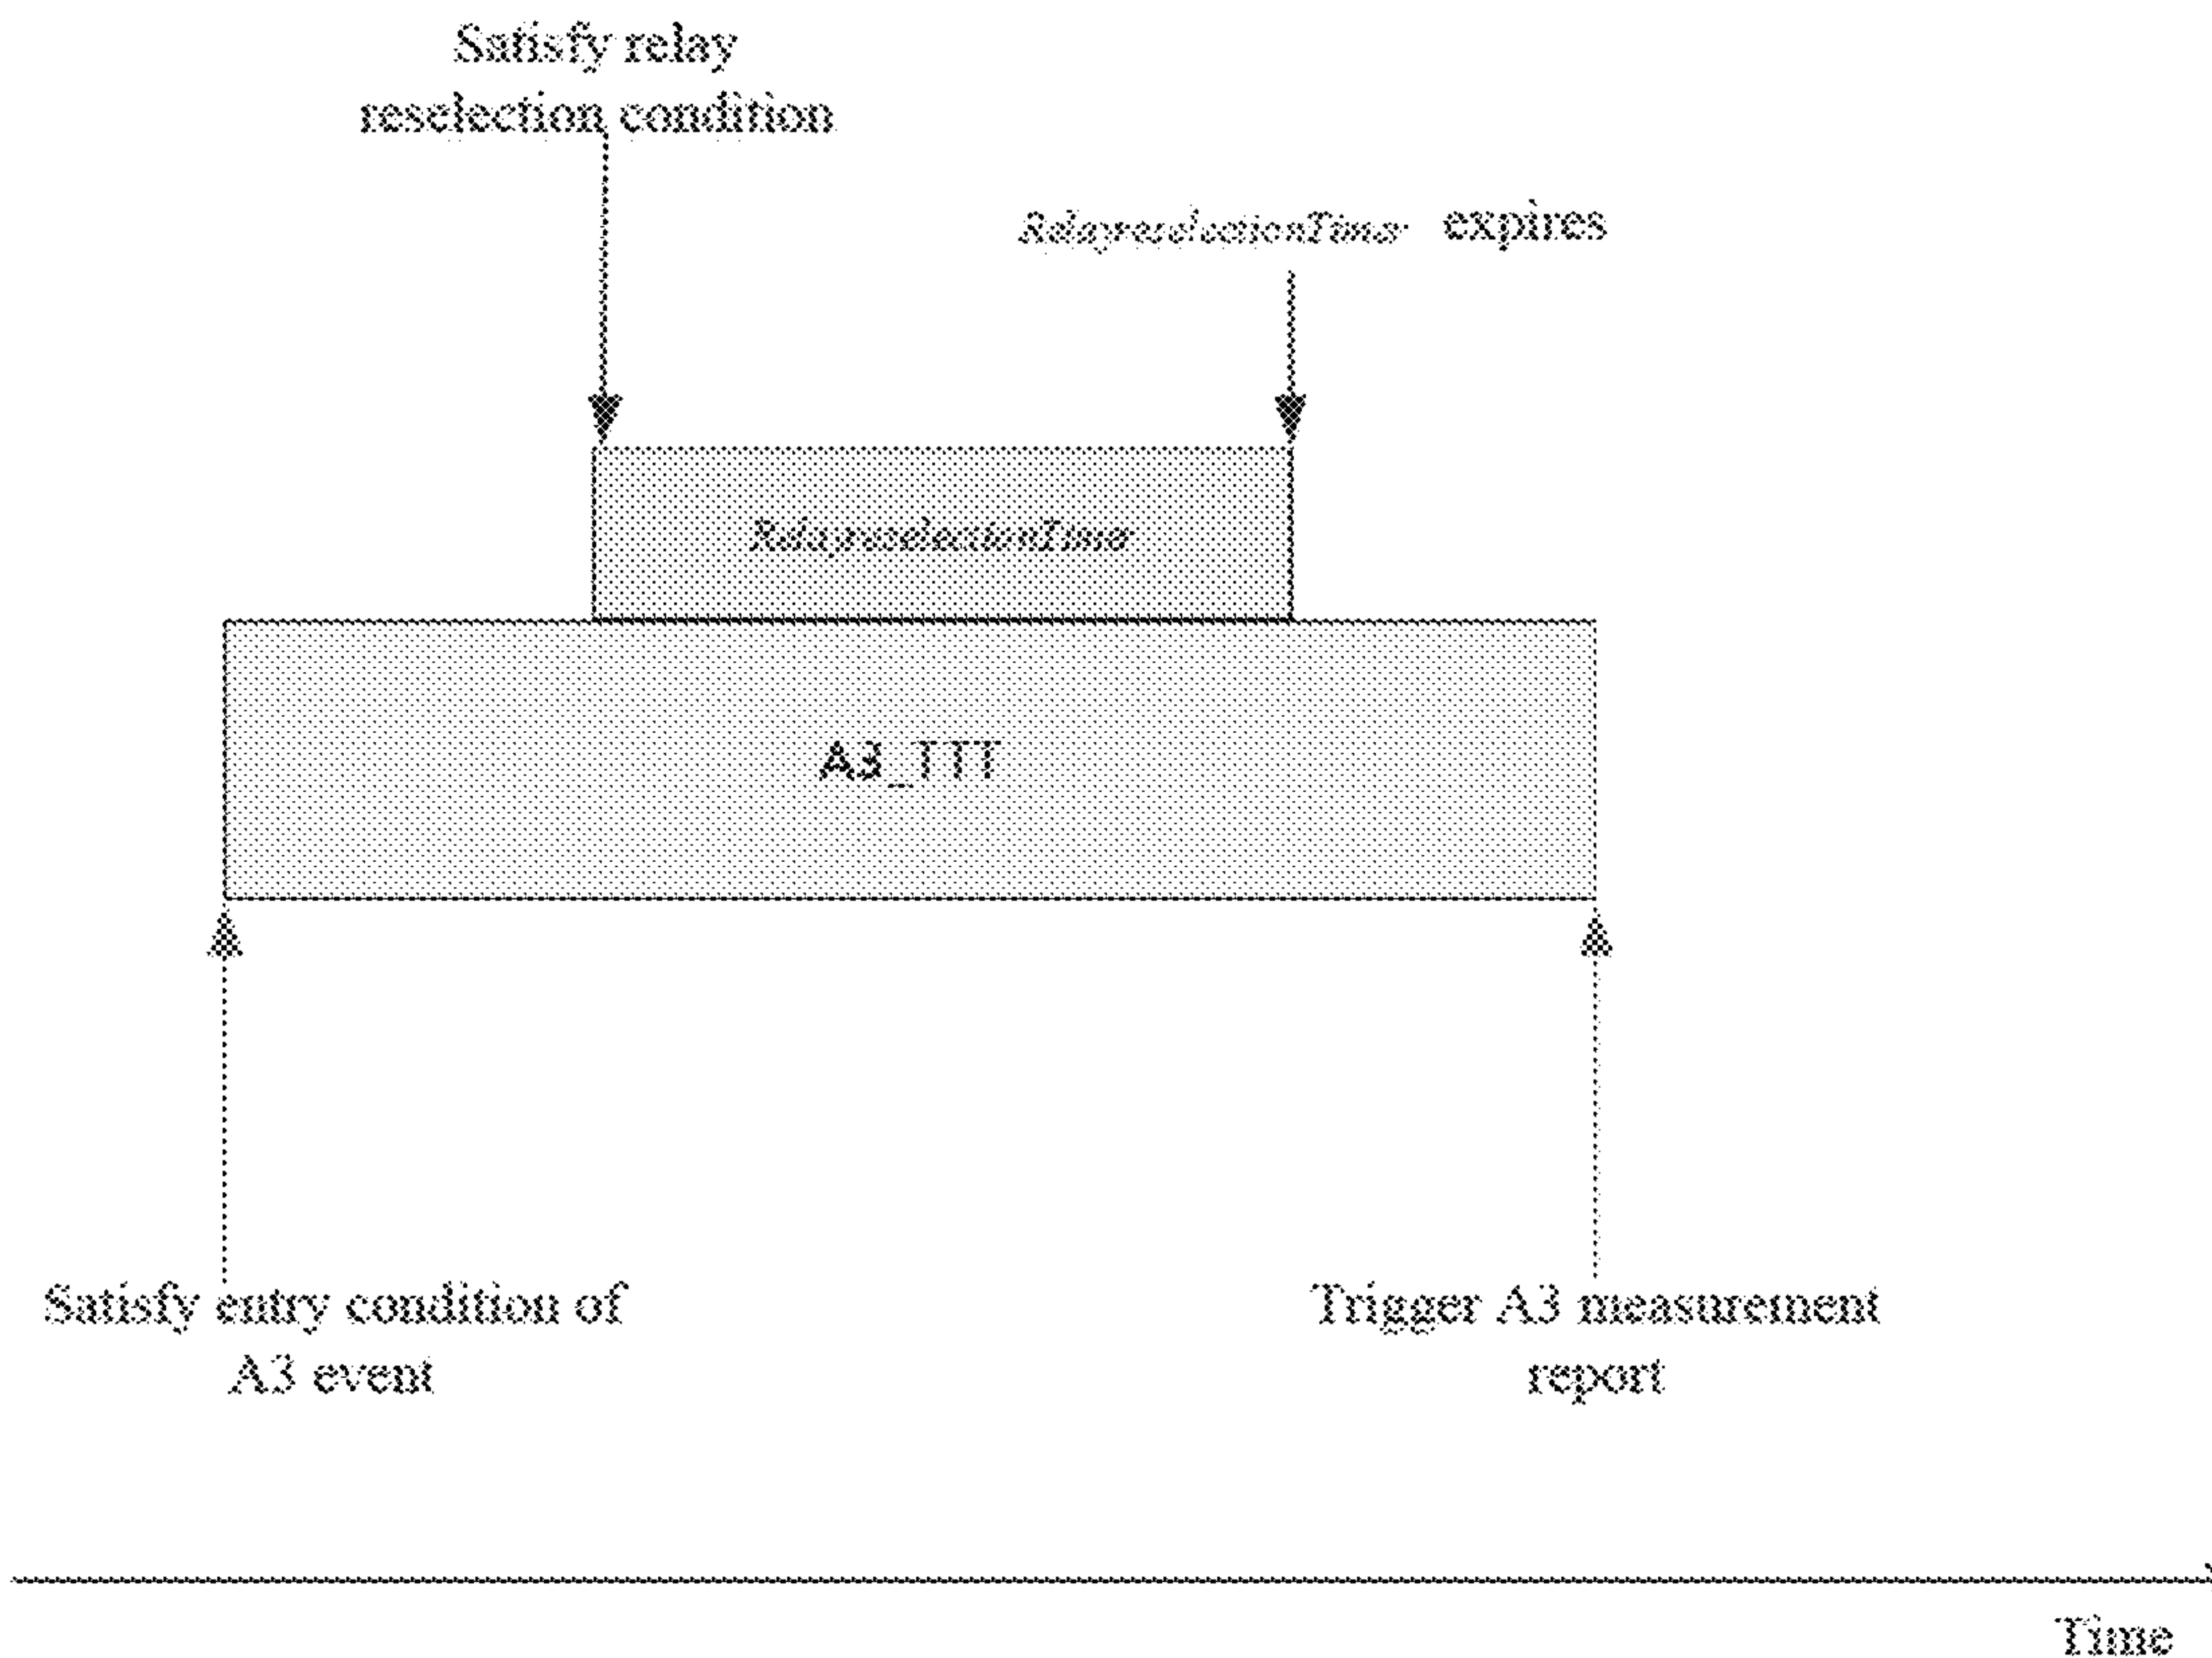 Satisfy relay
reselection condition
RelayreselectionTimer expires
RelayreselectionTimer
A3_TTT
Satisfy entry condition of
A3 event
Trigger A3 measurement
report
Time